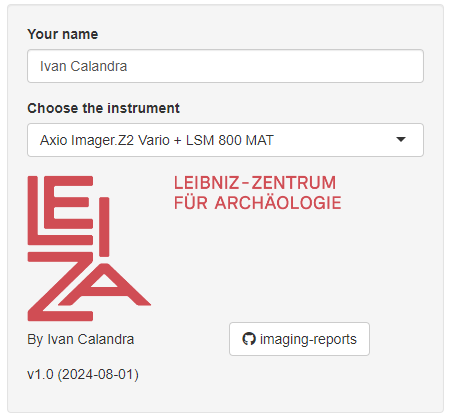 Your name
Ivan Calandra
Choose the instrument
Axio Imager.Z2 Vario + LSM 800 MAT
LEIZA
LEIBNIZ-ZENTRUM
FÜR ARCHÄOLOGIE
By Ivan Calandra
imaging-reports
v1.0 (2024-08-01)